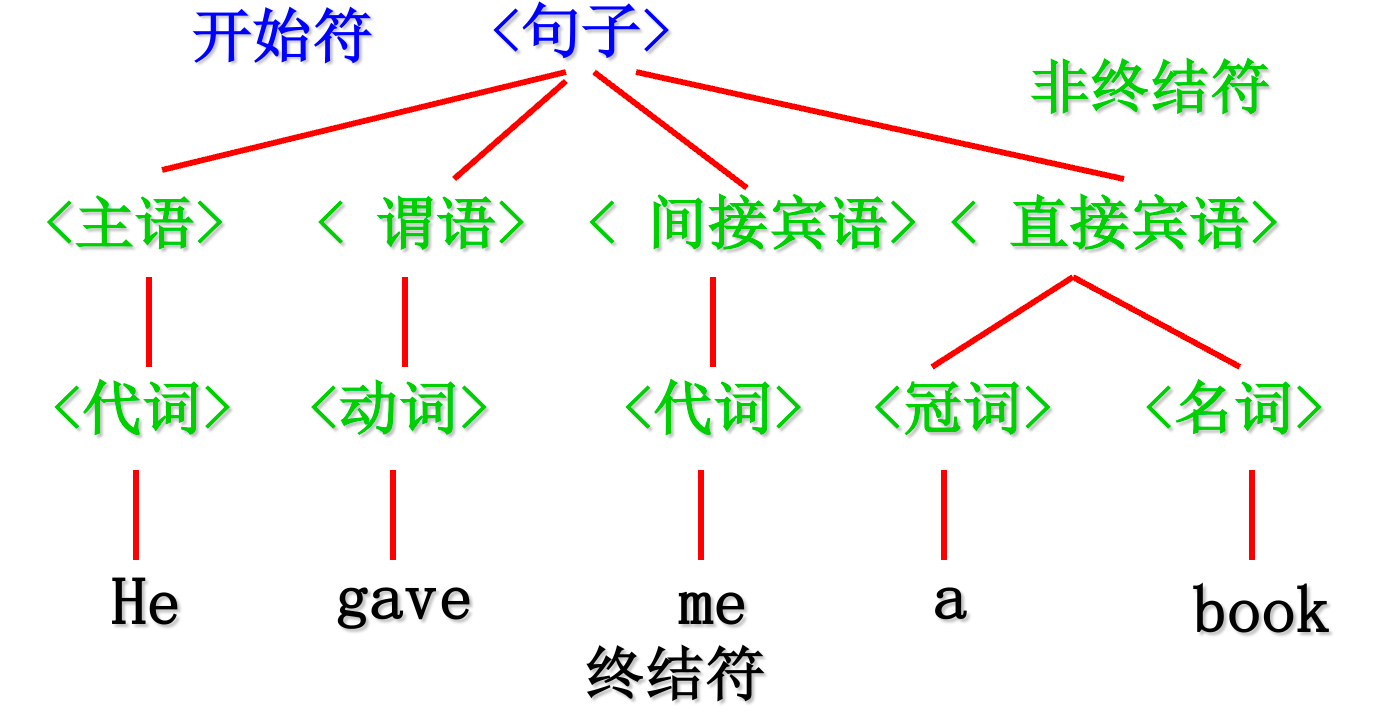 开始符 <句子>
非终结符
<主语> < 谓语> < 间接宾语> < 直接宾语>
<代词> <动词> <代词> <冠词> <名词>
He gave me a book
终结符